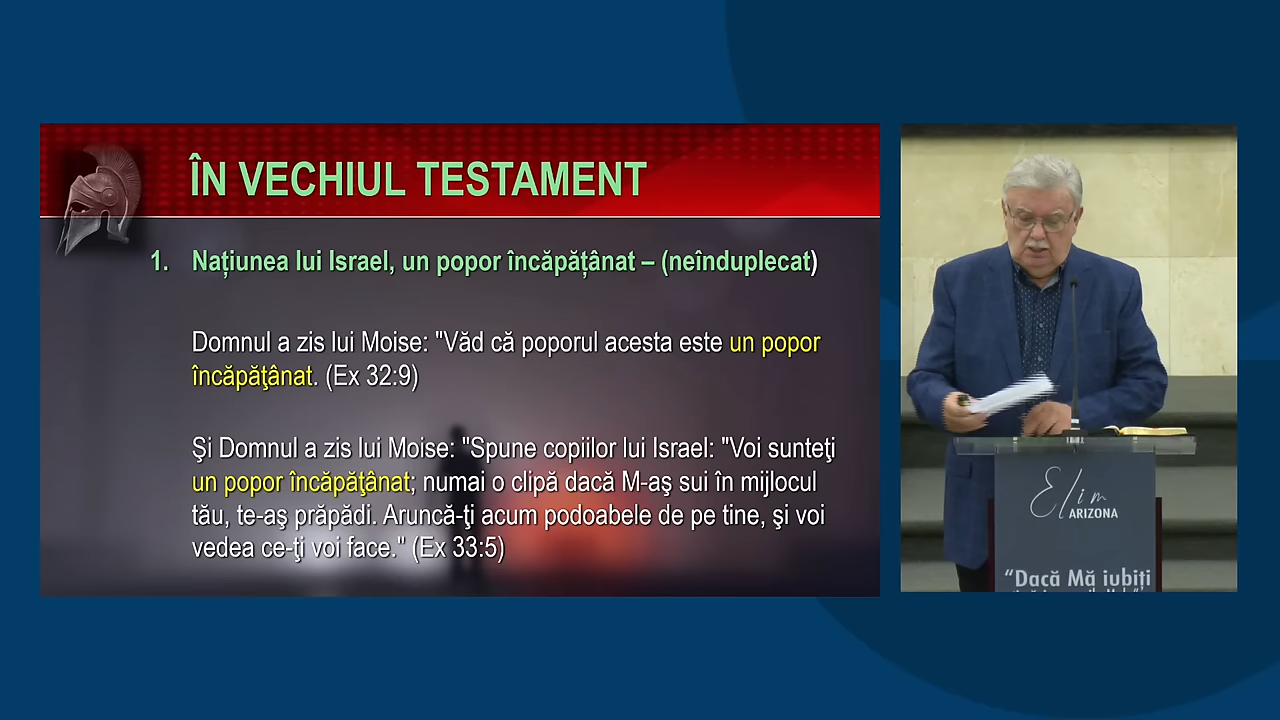 ÎN VECHIUL TESTAMENT
1. Națiunea lui Israel, un popor încăpățânat – (neînduplecat)
Domnul a zis lui Moise: "Văd că poporul acesta este un popor
încăpăţânat. (Ex 32:9)
Şi Domnul a zis lui Moise: "Spune copiilor lui Israel: "Voi sunteţi
un popor încăpăţânat; numai o clipă dacă M-aş sui în mijlocul
tău, te-aş prăpădi. Aruncă-ţi acum podoabele de pe tine, şi voi
vedea ce-ţi voi face." (Ex 33:5)
Elim
ARIZONA
"Dacă Mă iubiți